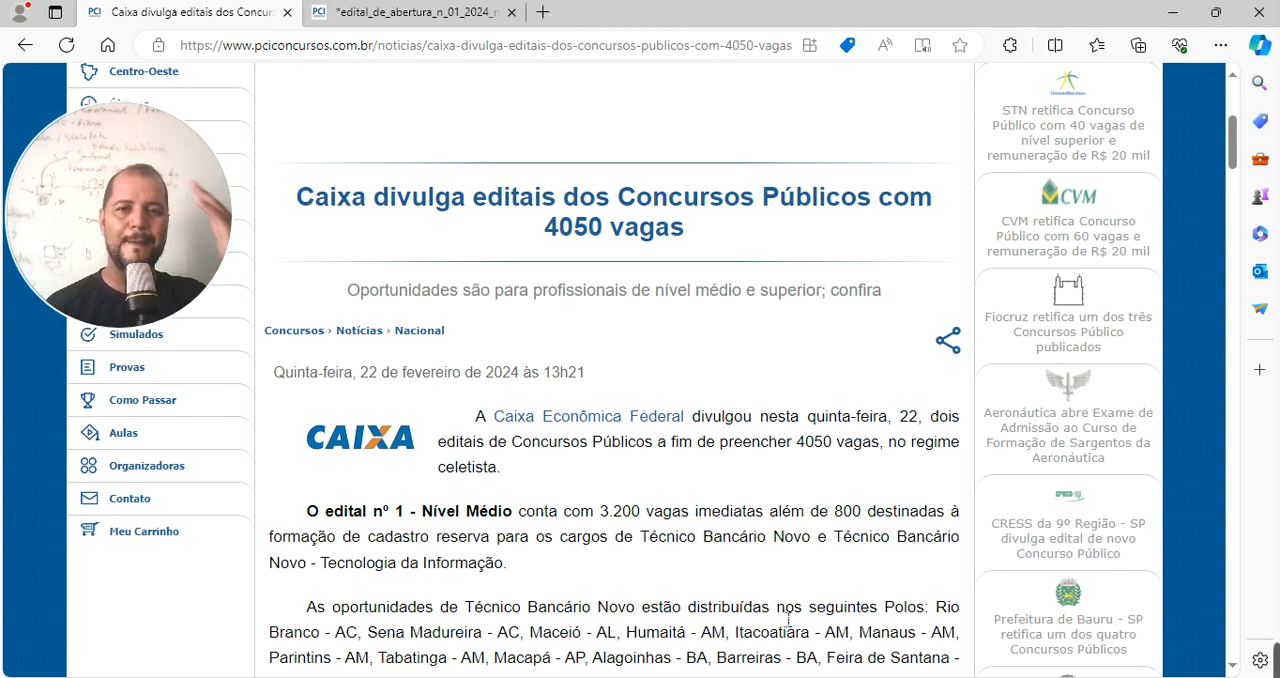 PCI Caixa divulga editais dos Concur
PCI *edital_de_abertura_n_01_2024_n
https://www.pciconcursos.com.br/noticias/caixa-divulga-editais-dos-concursos-publicos-com-4050-vagas
Centro-Oeste
Simulados
Provas
Como Passar
Aulas
Organizadoras
Contato
Meu Carrinho
Caixa divulga editais dos Concursos Públicos com
4050 vagas
Oportunidades são para profissionais de nível médio e superior; confira
Concursos › Notícias › Nacional
Quinta-feira, 22 de fevereiro de 2024 às 13h21
CAIXA
A Caixa Econômica Federal divulgou nesta quinta-feira, 22, dois
editais de Concursos Públicos a fim de preencher 4050 vagas, no regime
celetista.
O edital nº 1 - Nível Médio conta com 3.200 vagas imediatas além de 800 destinadas à
formação de cadastro reserva para os cargos de Técnico Bancário Novo e Técnico Bancário
Novo - Tecnologia da Informação.
As oportunidades de Técnico Bancário Novo estão distribuídas nos seguintes Polos: Rio
Branco - AC, Sena Madureira - AC, Maceió - AL, Humaitá - AM, Itacoatiara - AM, Manaus - AM,
Parintins - AM, Tabatinga - AM, Macapá - AP, Alagoinhas - BA, Barreiras - BA, Feira de Santana -
TESOURO NACIONAL
STN retifica Concurso
Público com 40 vagas de
nível superior e
remuneração de R$ 20 mil
CVM
CVM retifica Concurso
Público com 60 vagas e
remuneração de R$ 20 mil
Fiocruz retifica um dos três
Concursos Público
publicados
Aeronáutica abre Exame de
Admissão ao Curso de
Formação de Sargentos da
Aeronáutica
cress-sp
CRESS da 9º Região - SP
divulga edital de novo
Concurso Público
Prefeitura de Bauru - SP
retifica um dos quatro
Concursos Públicos